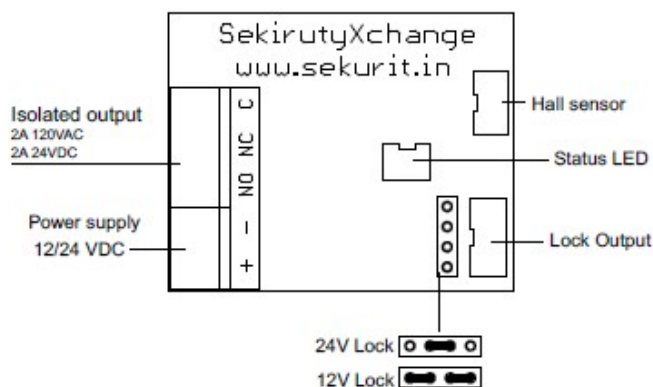 SekirutyXchange
www.sekurit.in
Isolated output
2A 120VAC
2A 24VDC
C
NC
NO
Hall sensor
Status LED
Power supply
12/24 VDC
-
+
Lock Output
24V Lock
12V Lock